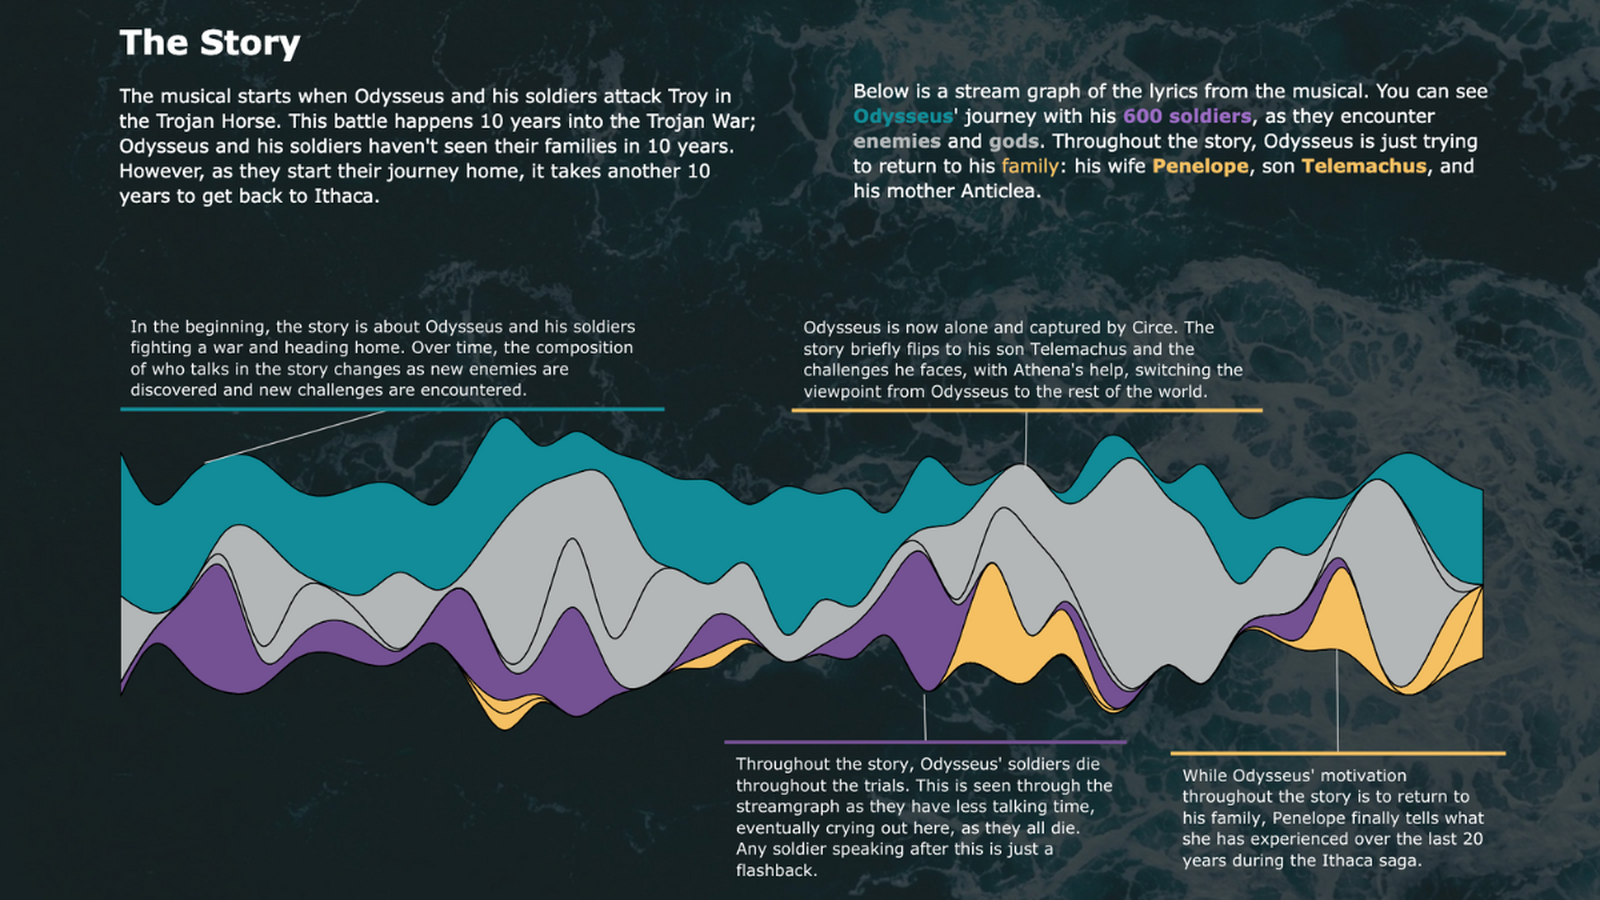 The Story
The musical starts when Odysseus and his soldiers attack Troy in
the Trojan Horse. This battle happens 10 years into the Trojan War;
Odysseus and his soldiers haven't seen their families in 10 years.
However, as they start their journey home, it takes another 10
years to get back to Ithaca.
Below is a stream graph of the lyrics from the musical. You can see
Odysseus' journey with his 600 soldiers, as they encounter
enemies and gods. Throughout the story, Odysseus is just trying
to return to his family: his wife Penelope, son Telemachus, and
his mother Anticlea.
In the beginning, the story is about Odysseus and his soldiers
fighting a war and heading home. Over time, the composition
of who talks in the story changes as new enemies are
discovered and new challenges are encountered.
Odysseus is now alone and captured by Circe. The
story briefly flips to his son Telemachus and the
challenges he faces, with Athena's help, switching the
viewpoint from Odysseus to the rest of the world.
Throughout the story, Odysseus' soldiers die
throughout the trials. This is seen through the
streamgraph as they have less talking time,
eventually crying out here, as they all die.
Any soldier speaking after this is just a
flashback.
While Odysseus' motivation
throughout the story is to return to
his family, Penelope finally tells what
she has experienced over the last 20
years during the Ithaca saga.